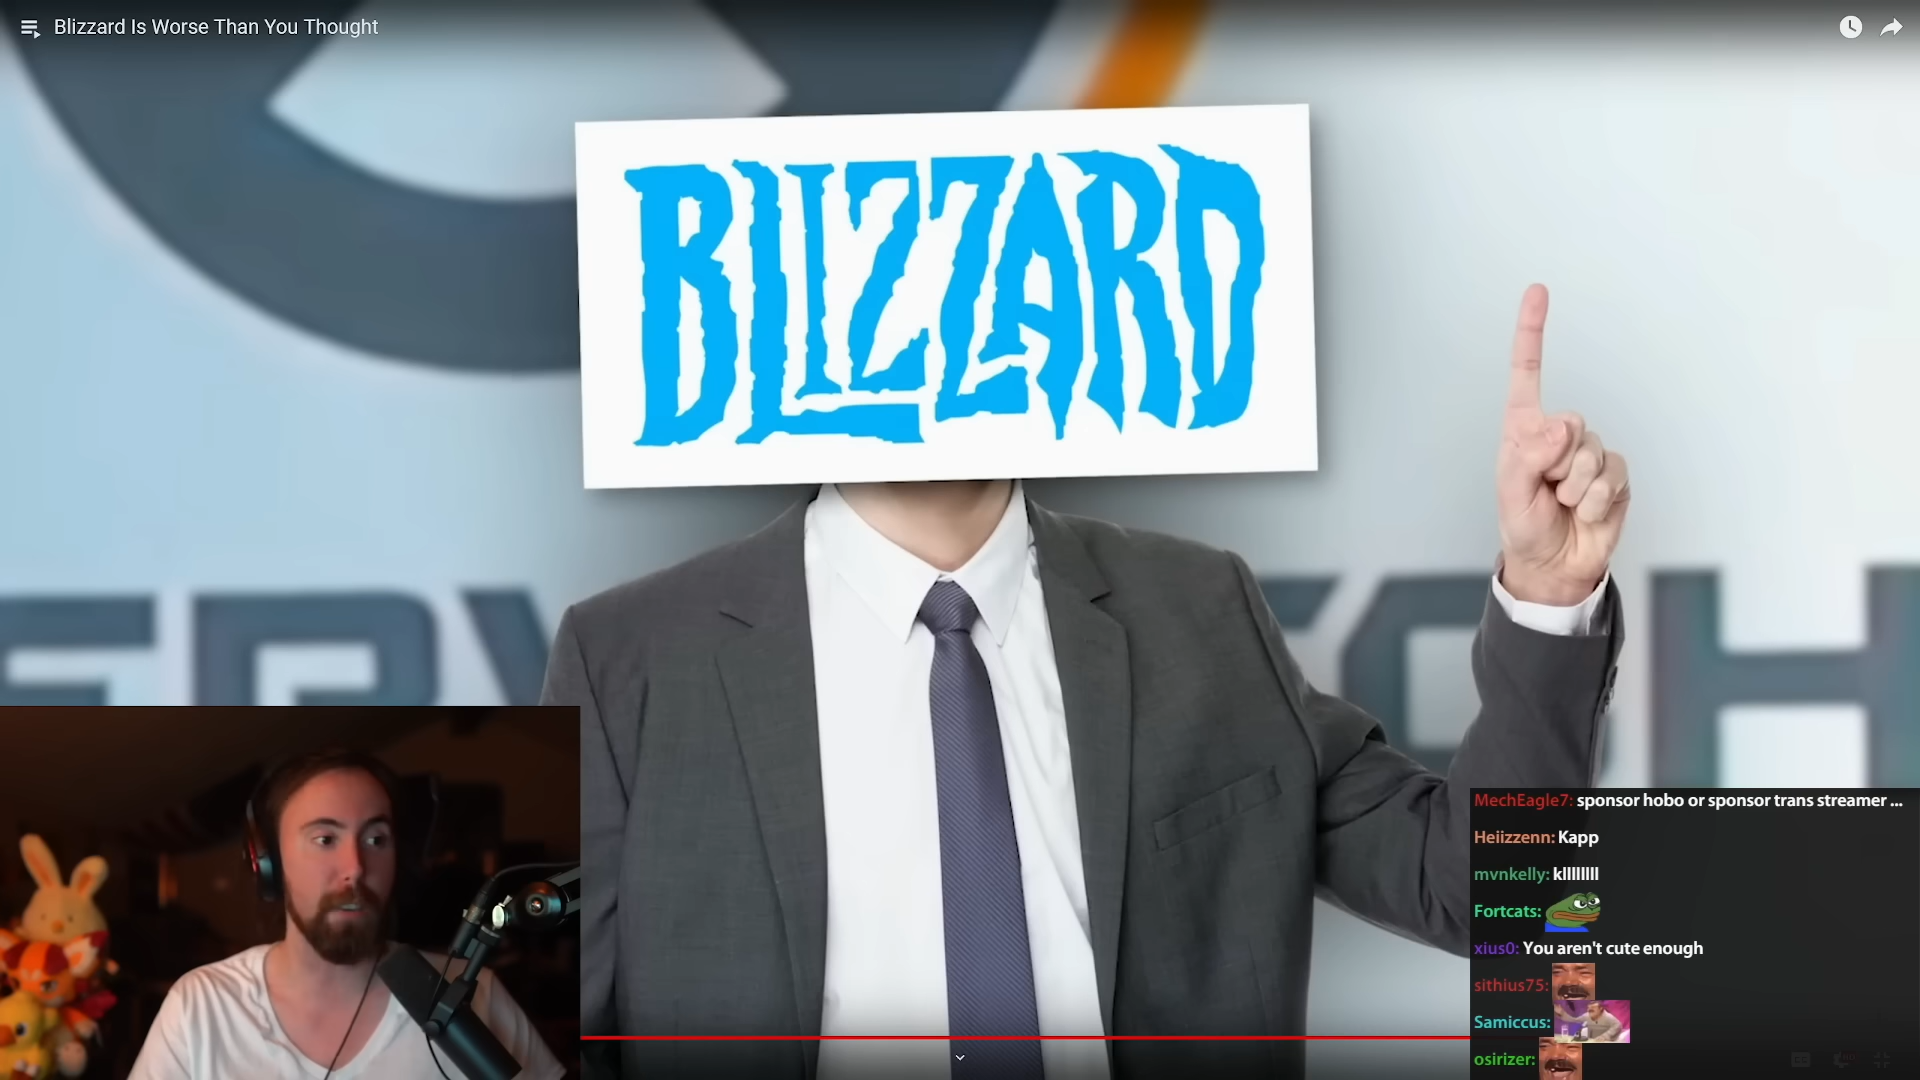 Blizzard Is Worse Than You Thought
BLIZZARD
MechEagle7: sponsor hobo or sponsor trans streamer ...
Heiizzenn: Kapp
mvnkelly: kllllllll
Fortcats:
xius0: You aren't cute enough
sithius75:
Samiccus:
osirizer: